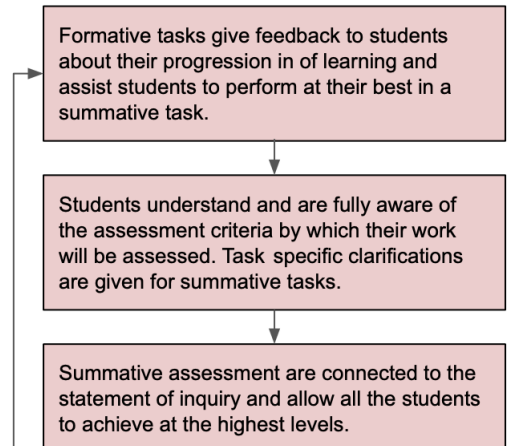 Formative tasks give feedback to students
about their progression in of learning and
assist students to perform at their best in a
summative task.
Students understand and are fully aware of
the assessment criteria by which their work
will be assessed. Task specific clarifications
are given for summative tasks.
Summative assessment are connected to the
statement of inquiry and allow all the students
to achieve at the highest levels.